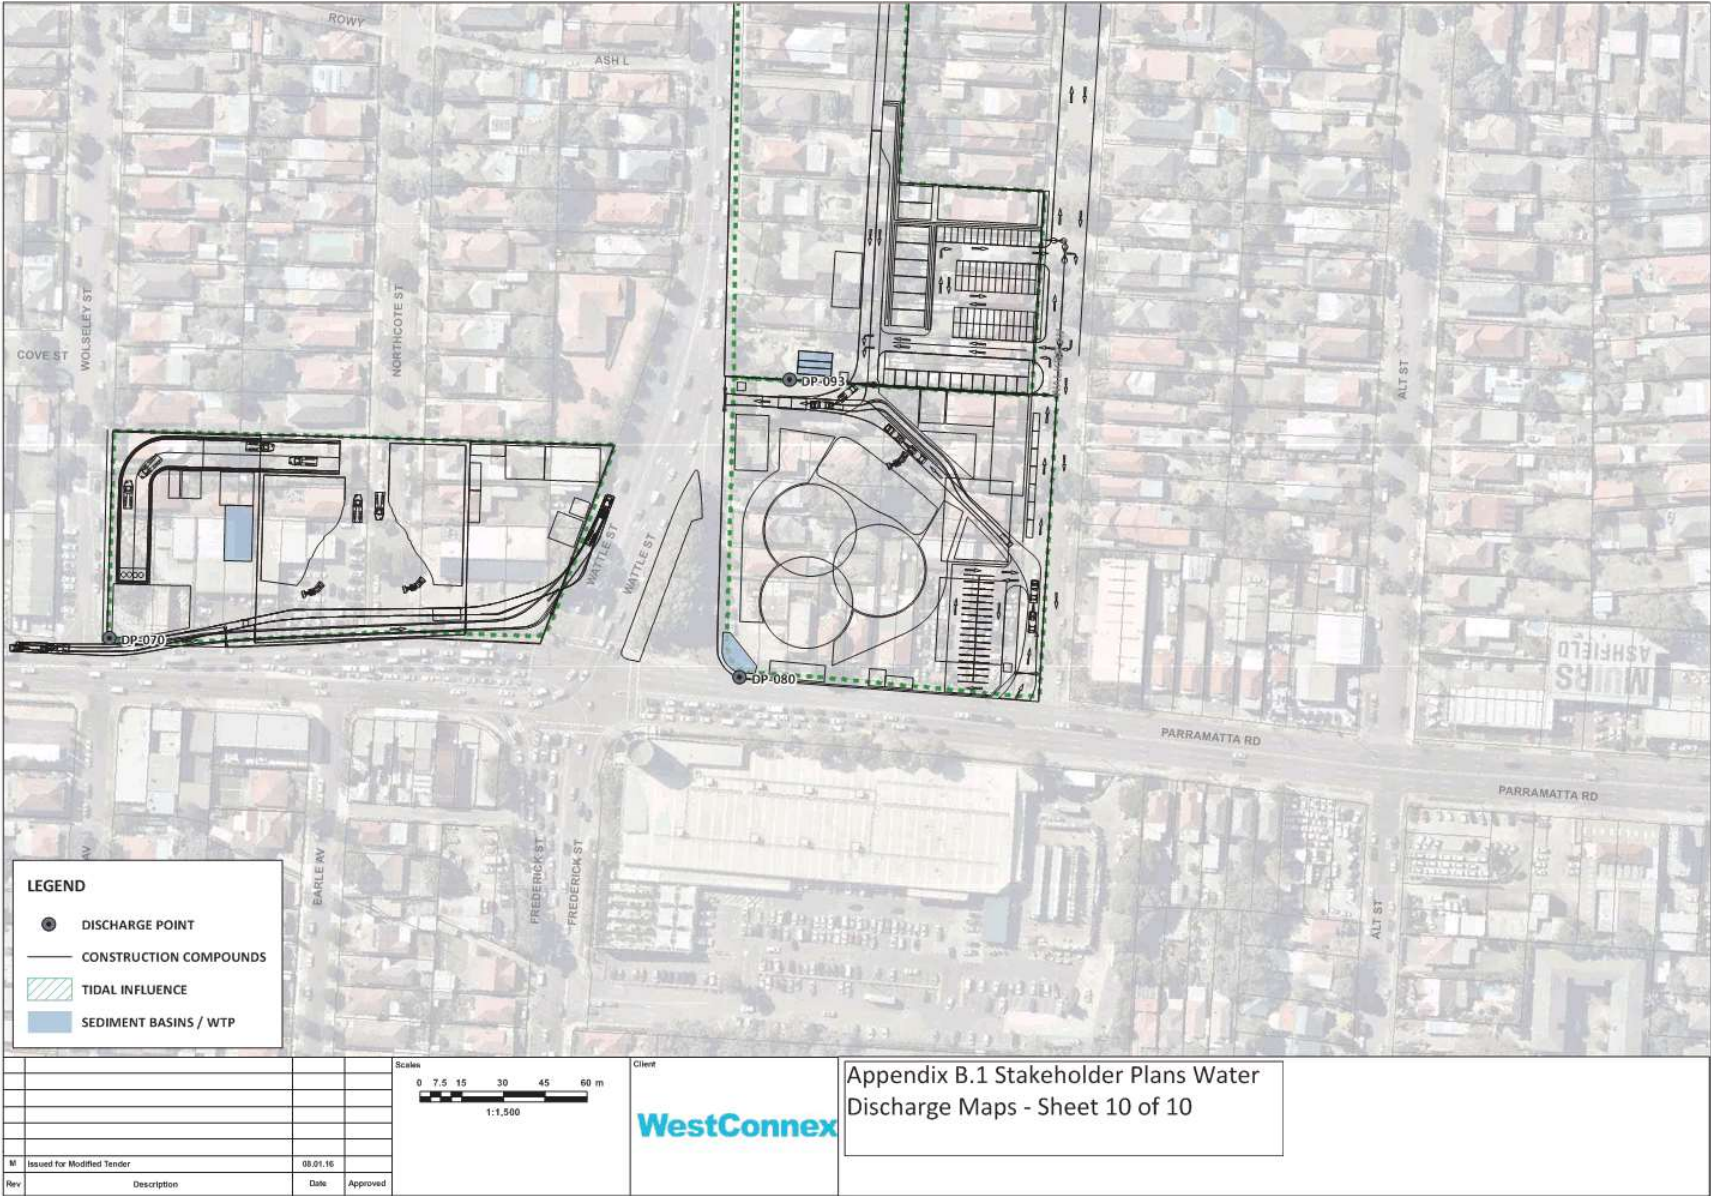 ROWY
ASH L
WOLSELEY ST
COVE ST
NORTHCOTE ST
ALT ST
DP-093
WATTLE ST
WATTLE ST
DP-070
DP-080
MUIRS
ASHFIELD
PARRAMATTA RD
PARRAMATTA RD
AV
EARLE AV
FREDERICK ST
FREDERICK ST
ALT ST
LEGEND
DISCHARGE POINT
CONSTRUCTION COMPOUNDS
TIDAL INFLUENCE
SEDIMENT BASINS / WTP
M Issued for Modified Tender 08.01.16
Rev Description Date Approved
Scales
0 7.5 15 30 45 60 m
1:1,500
Client
WestConnex
Appendix B.1 Stakeholder Plans Water
Discharge Maps - Sheet 10 of 10